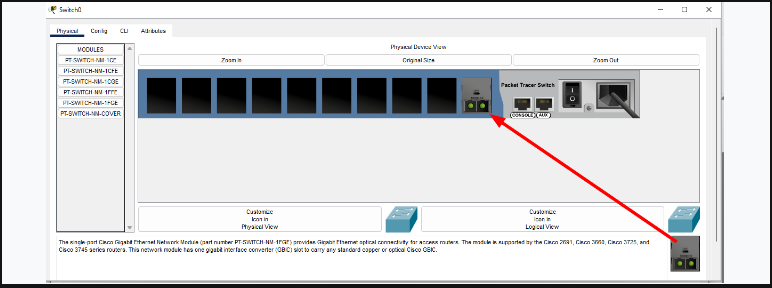 Switch0
Physical Config CLI Attributes
MODULES
PT-SWITCH-NM-1CE
PT-SWITCH-NM-1CFE
PT-SWITCH-NM-1CGE
PT-SWITCH-NM-1FFE
PT-SWITCH-NM-1FGE
PT-SWITCH-NM-COVER
Physical Device View
Zoom In Original Size Zoom Out
Packet Tracer Switch
CONSOLE AUX
Customize
Icon in
Physical View
Customize
Icon in
Logical View
The single-port Cisco Gigabit Ethernet Network Module (part number PT-SWITCH-NM-1FGE) provides Gigabit Ethernet optical connectivity for access routers. The module is supported by the Cisco 2691, Cisco 3660, Cisco 3725, and
Cisco 3745 series routers. This network module has one gigabit interface converter (GBIC) slot to carry any standard copper or optical Cisco GBIC.